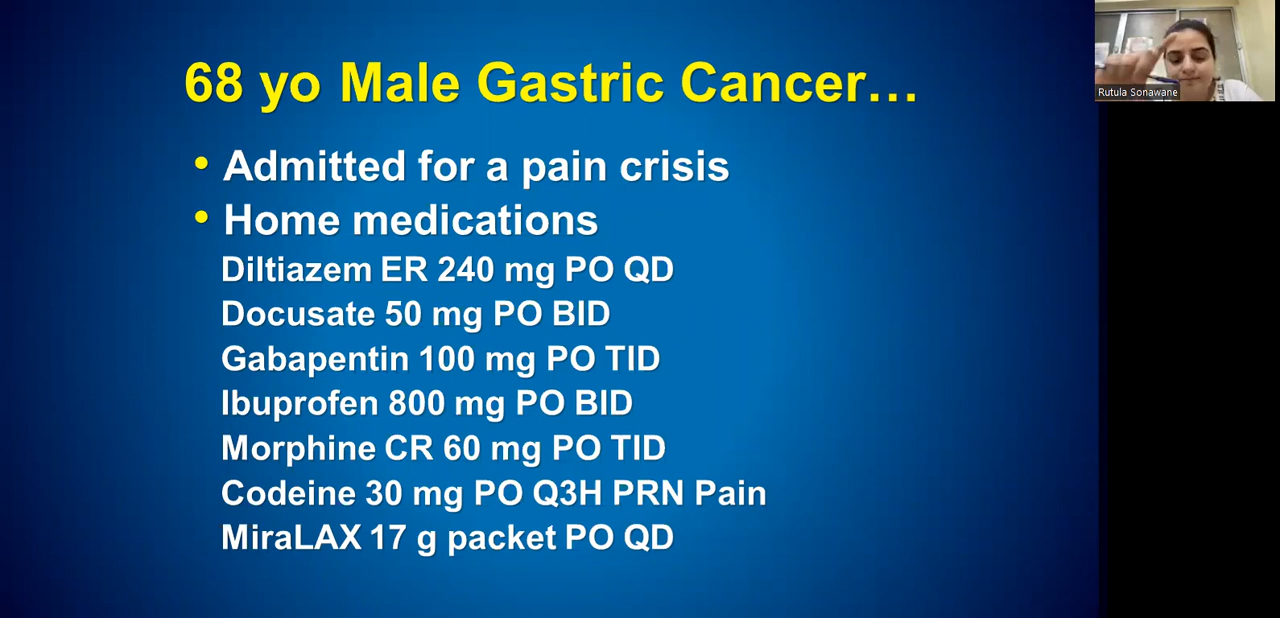 68 yo Male Gastric Cancer…
Rutula Sonawane
• Admitted for a pain crisis
• Home medications
Diltiazem ER 240 mg PO QD
Docusate 50 mg PO BID
Gabapentin 100 mg PO TID
Ibuprofen 800 mg PO BID
Morphine CR 60 mg PO TID
Codeine 30 mg PO Q3H PRN Pain
MiraLAX 17 g packet PO QD